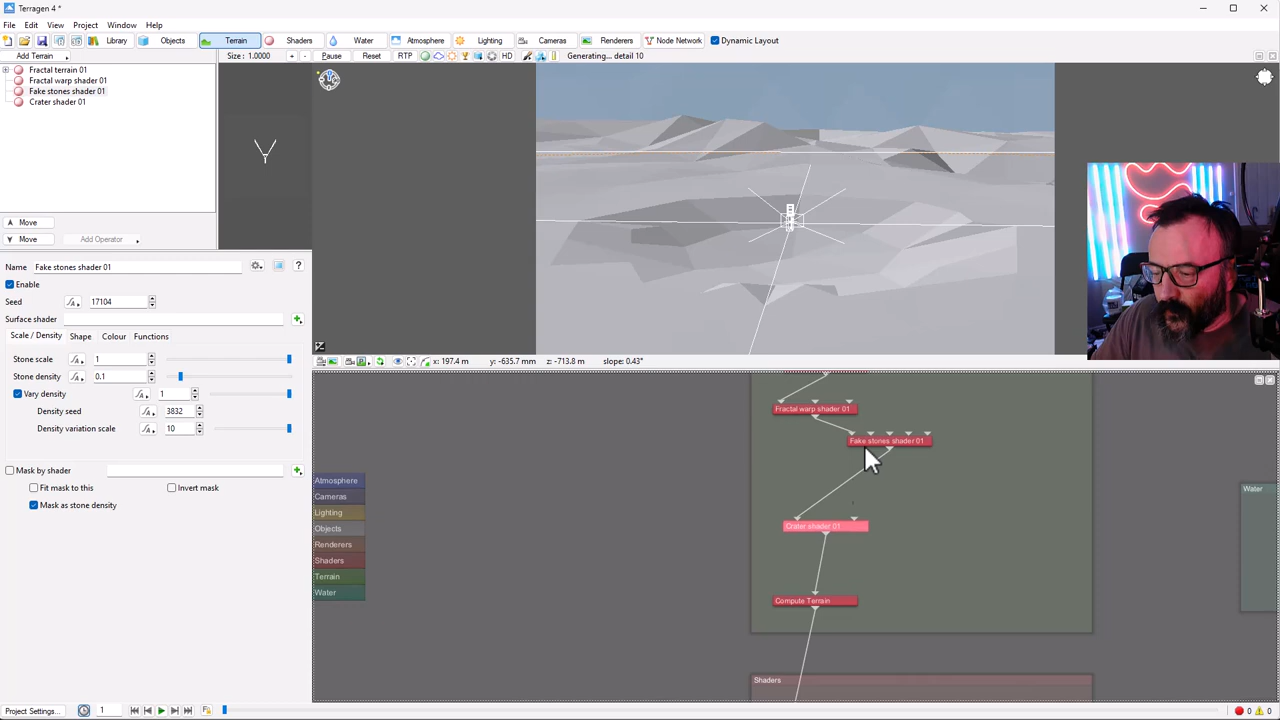 Terragen 4 *
File Edit View Project Window Help
Library Objects Terrain Shaders Water Atmosphere Lighting Cameras Renderers Node Network Dynamic Layout
Add Terrain Size : 1.0000 + - Pause Reset RTP HD Generating... detail 10
Fractal terrain 01
Fractal warp shader 01
Fake stones shader 01
Crater shader 01
Move
Move Add Operator
Name Fake stones shader 01 ?
Enable
Seed 17104
Surface shader
Scale / Density Shape Colour Functions
Stone scale 1
Stone density 0.1
Vary density 1
Density seed 3832
Density variation scale 10
Mask by shader
Fit mask to this Invert mask
Mask as stone density
x: 197.4 m y: -635.7 mm z: -713.8 m slope: 0.43°
Fractal warp shader 01
Fake stones shader 01
Crater shader 01
Compute Terrain
Shaders
Water
Atmosphere
Cameras
Lighting
Objects
Renderers
Shaders
Terrain
Water
Project Settings... 1 0 0